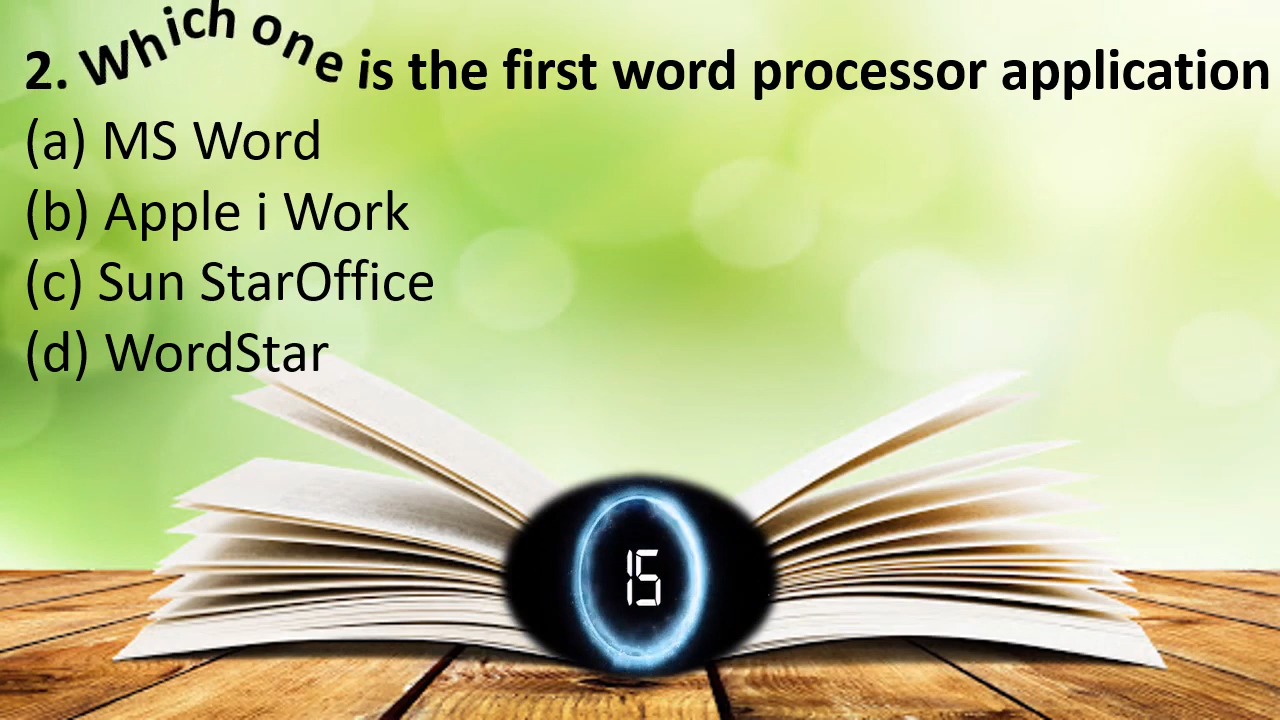 2. Which one is the first word processor application
(a) MS Word
(b) Apple i Work
(c) Sun StarOffice
(d) WordStar
15